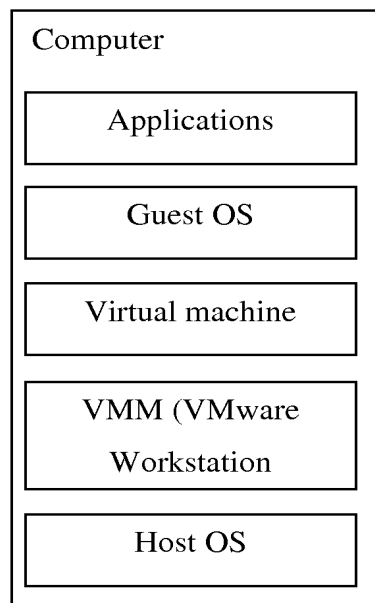 Computer
Applications
Guest OS
Virtual machine
VMM (VMware
Workstation
Host OS